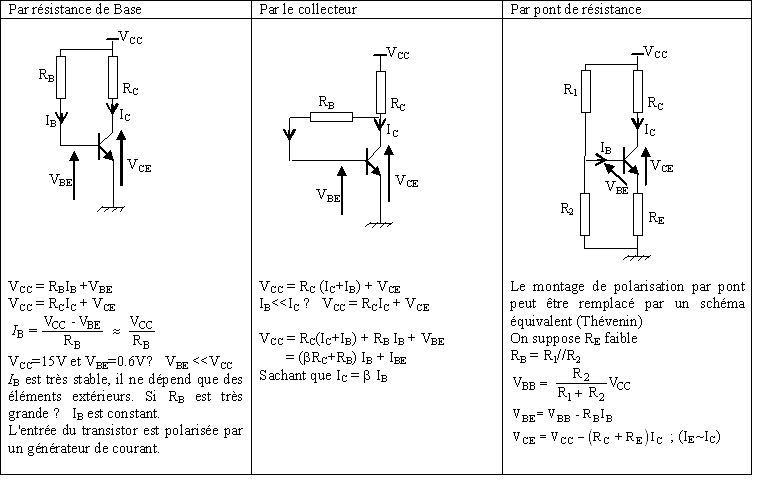 Par résistance de Base
Par le collecteur
Par pont de résistance
VCC
RB
RC
IB
IC
VBE
VCE
VCC = RBIB +VBE
VCC = RCIC + VCE
IB = (VCC - VBE)/RB ≈ VCC/RB
VCC=15V et VBE=0.6V? VBE <<VCC
IB est très stable, il ne dépend que des
éléments extérieurs. Si RB est très
grande ? IB est constant.
L'entrée du transistor est polarisée par
un générateur de courant.
VCC
RB
RC
IC
VBE
VCE
VCC = RC (IC+IB) + VCE
IB<<IC ? VCC = RCIC + VCE
VCC = RC(IC+IB) + RB IB + VBE
= (βRC+RB) IB + IBE
Sachant que IC = β IB
VCC
R1
RC
IC
IB
VCE
VBE
R2
RE
Le montage de polarisation par pont
peut être remplacé par un schéma
équivalent (Thévenin)
On suppose RE faible
RB = R1//R2
VBB = R2/(R1 + R2) VCC
VBE = VBB - RBIB
VCE = VCC – (RC + RE)IC ; (IE~IC)